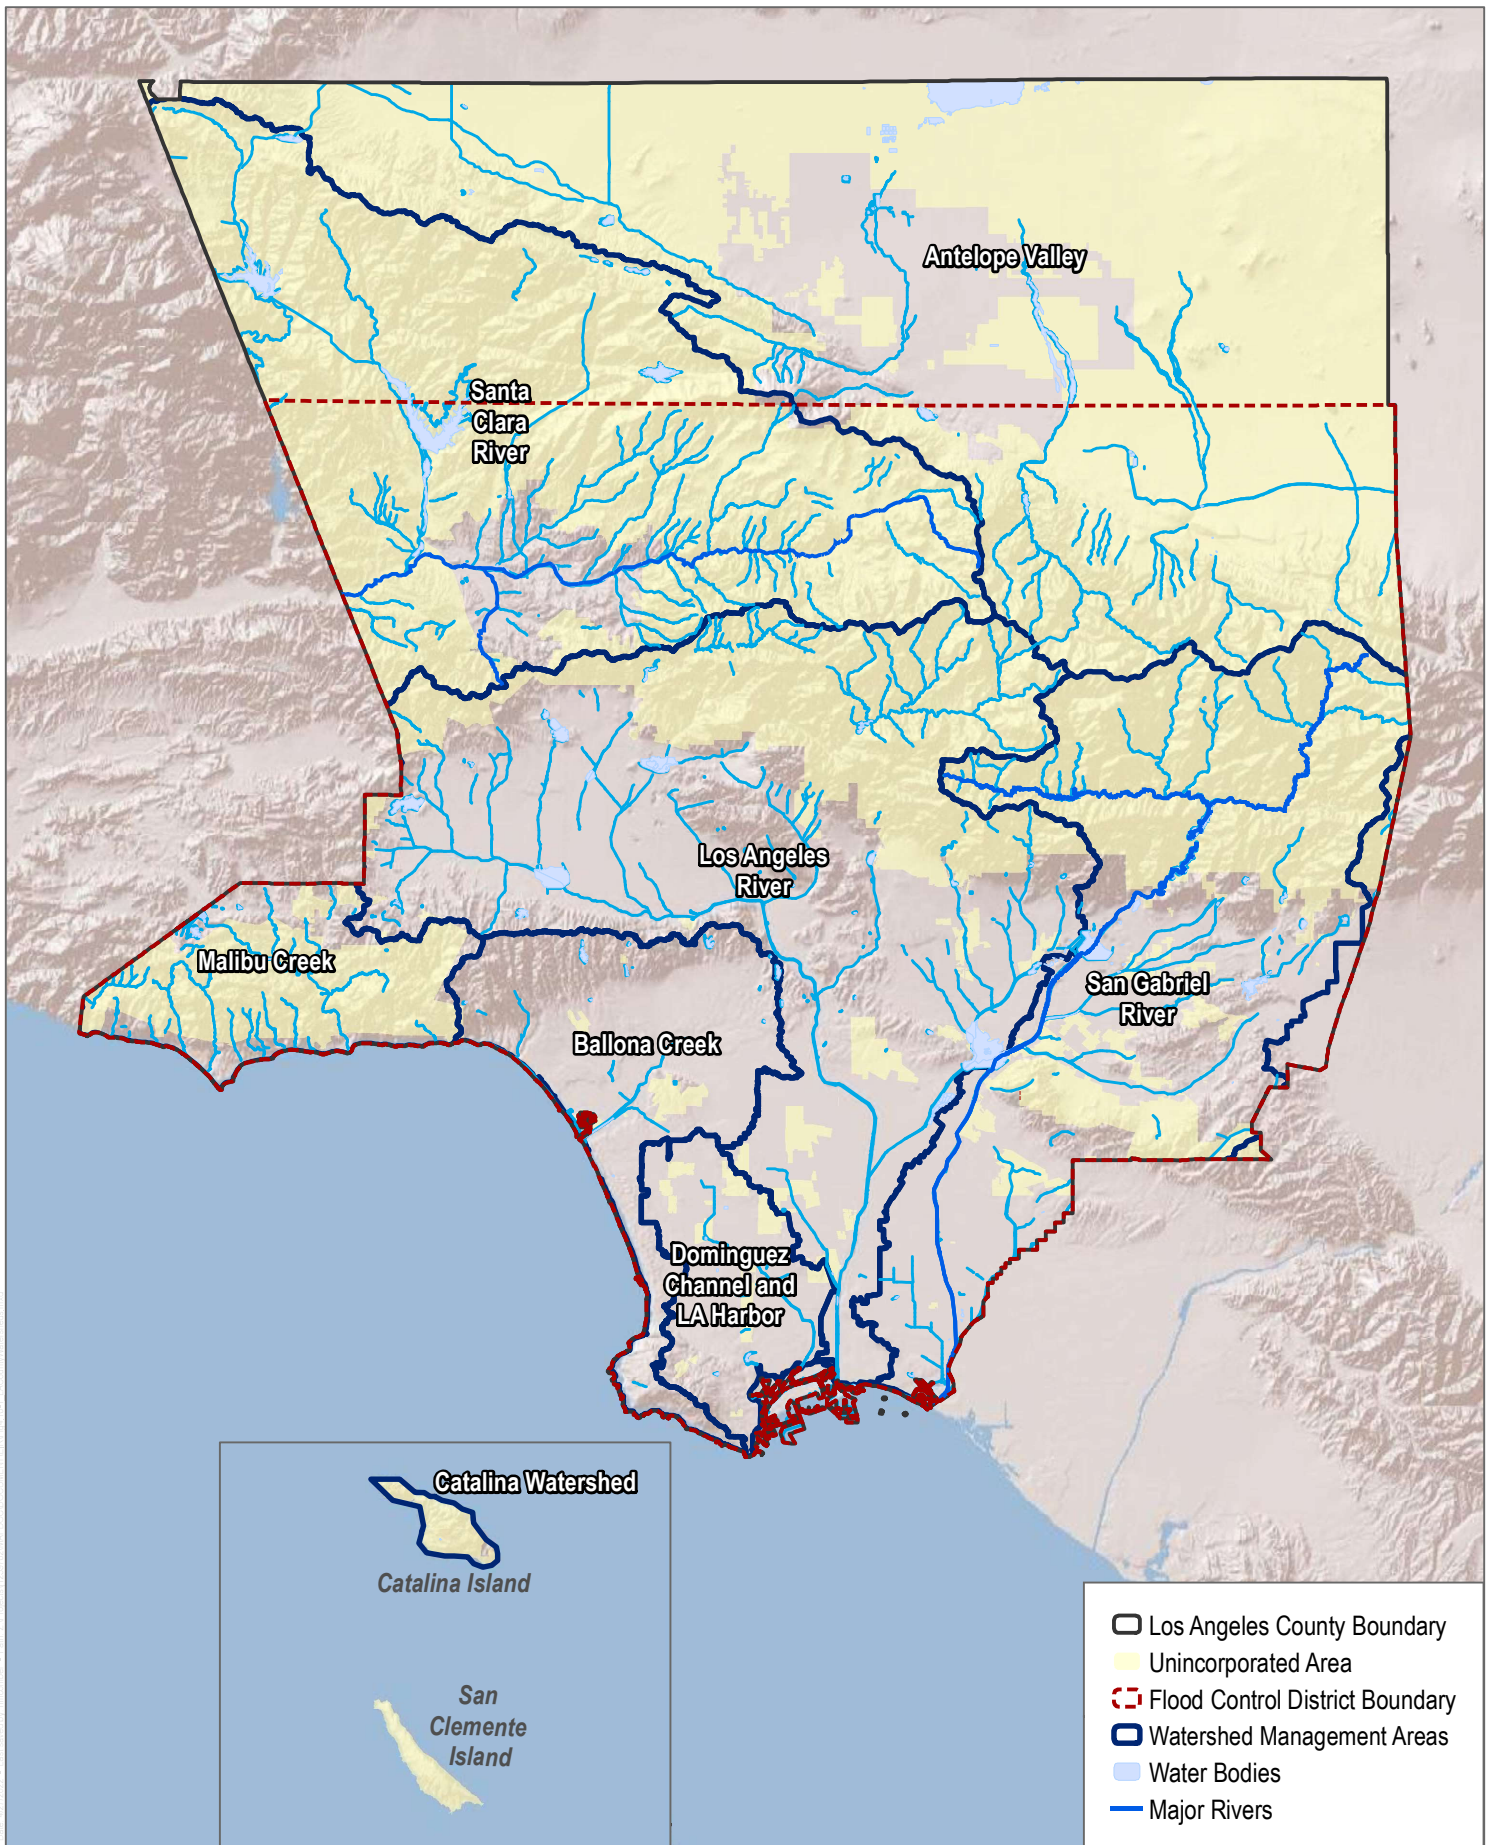 Antelope Valley
Santa
Clara
River
Los Angeles
River
Malibu Creek
San Gabriel
River
Ballona Creek
Dominguez
Channel and
LA Harbor
Catalina Watershed
Catalina Island
San
Clemente
Island
Los Angeles County Boundary
Unincorporated Area
Flood Control District Boundary
Watershed Management Areas
Water Bodies
Major Rivers